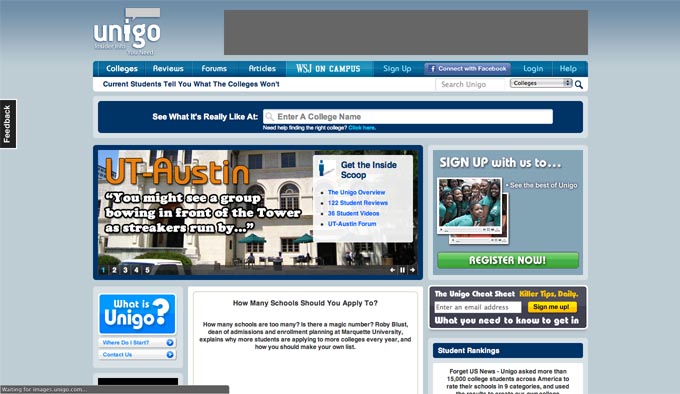 unigo
Insider Info
You Need
Colleges Reviews Forums Articles WSJ ON CAMPUS Sign Up Connect with Facebook Login Help
Current Students Tell You What The Colleges Won't
Search Unigo Colleges
Feedback
See What It's Really Like At: Enter A College Name
Need help finding the right college? Click here.
UT-Austin
"You might see a group
bowing in front of the Tower
as streakers run by..."
1 2 3 4 5
Get the Inside
Scoop
The Unigo Overview
122 Student Reviews
36 Student Videos
UT-Austin Forum
SIGN UP with us to...
• See the best of Unigo
REGISTER NOW!
What is
Unigo?
Where Do I Start?
Contact Us
How Many Schools Should You Apply To?
How many schools are too many? Is there a magic number? Roby Blust,
dean of admissions and enrollment planning at Marquette University,
explains why more students are applying to more colleges every year, and
how you should make your own list.
The Unigo Cheat Sheet Killer Tips, Daily.
Enter an email address Sign me up!
What you need to know to get in
Student Rankings
Forget US News - Unigo asked more than
15,000 college students across America to
rate their schools in 9 categories, and used
the results to create our own college
Waiting for images.unigo.com...